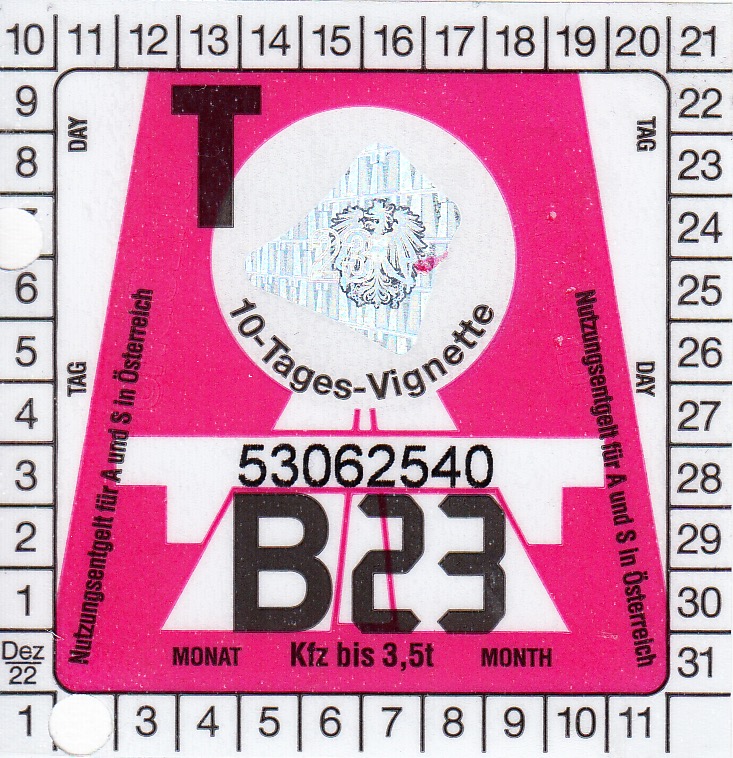 10 11 12 13 14 15 16 17 18 19 20 21
9 22
8 23
24
6 25
5 26
4 27
3 28
2 29
1 30
Dez 22 31
1 3 4 5 6 7 8 9 10 11
DAY
TAG
TAG
DAY
T
10-Tages-Vignette
Nutzungsentgelt für A und S in Österreich
Nutzungsentgelt für A und S in Österreich
53062540
B 23
MONAT Kfz bis 3,5t MONTH